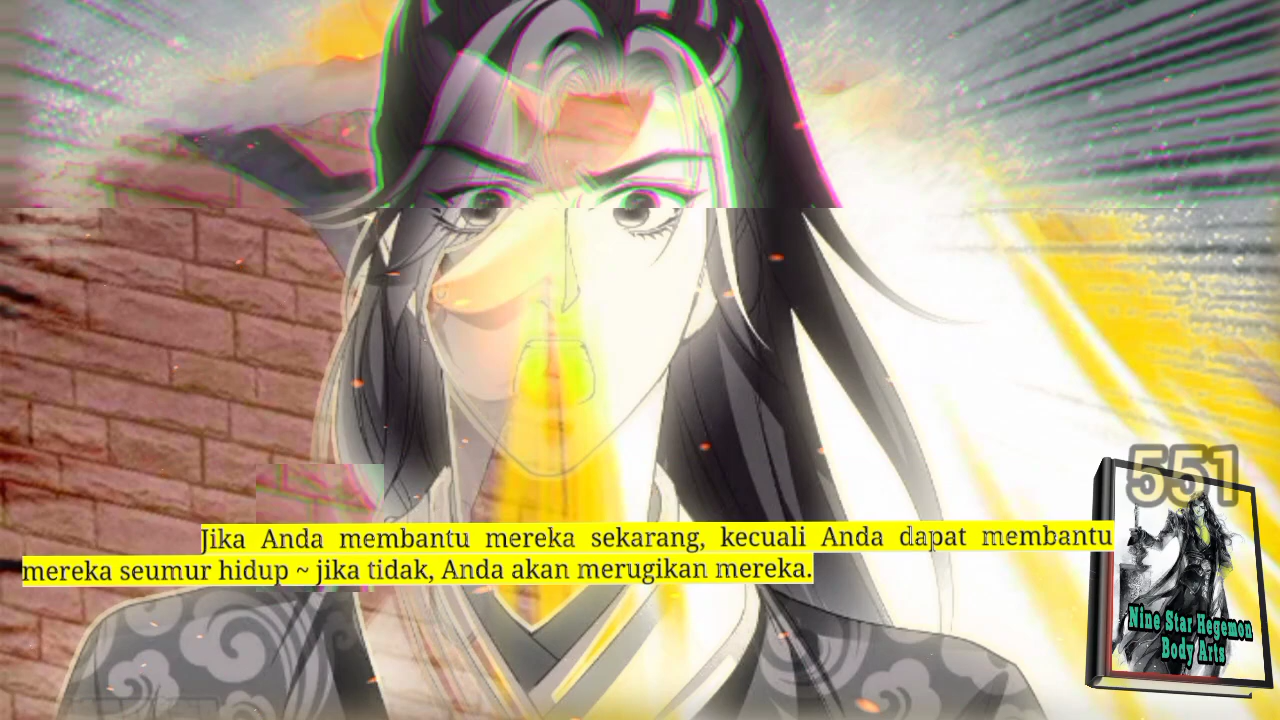 551
Jika Anda membantu mereka sekarang, kecuali Anda dapat membantu
mereka seumur hidup ~ jika tidak, Anda akan merugikan mereka.
Nine Star Hegemon
Body Arts